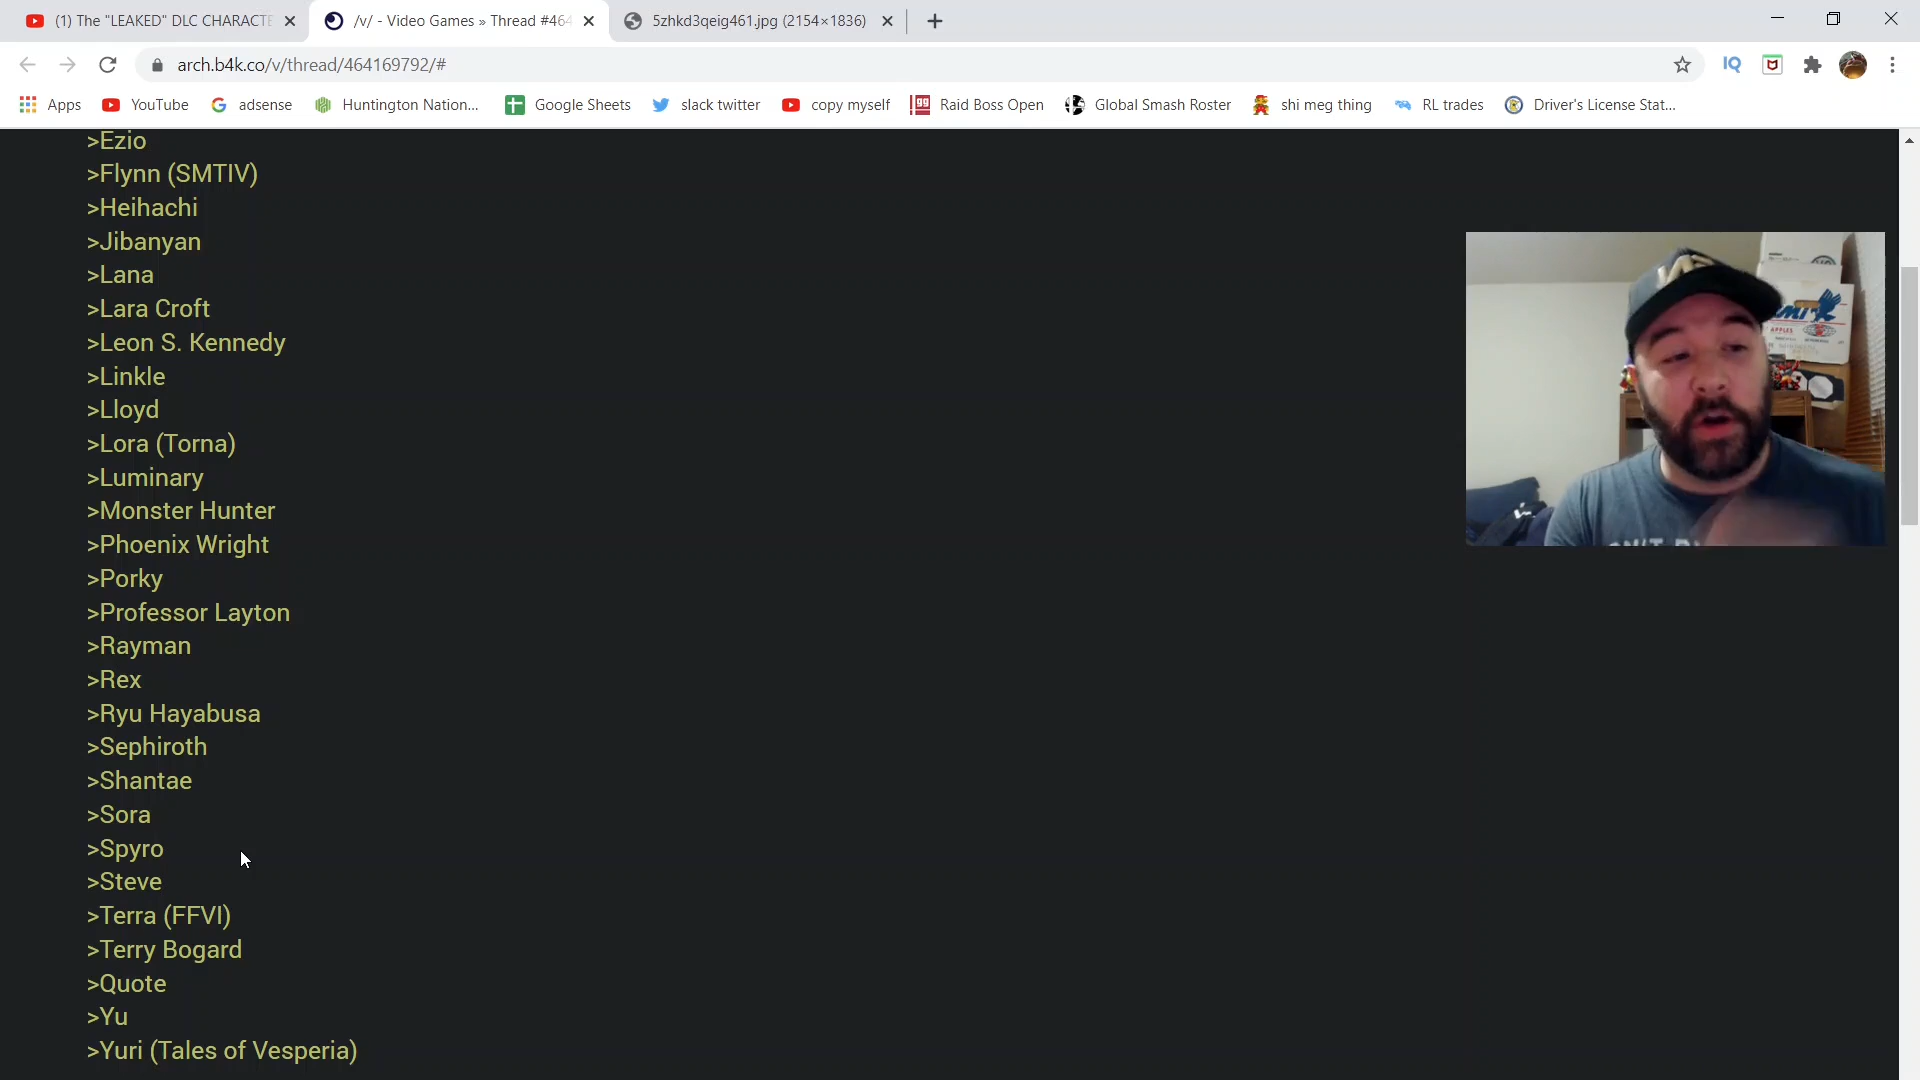 (1) The "LEAKED" DLC CHARACTE
/v/ - Video Games » Thread #464
5zhkd3qeig461.jpg (2154×1836)
arch.b4k.co/v/thread/464169792/#
IQ
Apps
YouTube
adsense
Huntington Nation...
Google Sheets
slack twitter
copy myself
gg
Raid Boss Open
Global Smash Roster
shi meg thing
RL trades
Driver's License Stat...
>Ezio
>Flynn (SMTIV)
>Heihachi
>Jibanyan
>Lana
>Lara Croft
>Leon S. Kennedy
>Linkle
>Lloyd
>Lora (Torna)
>Luminary
>Monster Hunter
>Phoenix Wright
>Porky
>Professor Layton
>Rayman
>Rex
>Ryu Hayabusa
>Sephiroth
>Shantae
>Sora
>Spyro
>Steve
>Terra (FFVI)
>Terry Bogard
>Quote
>Yu
>Yuri (Tales of Vesperia)
APPLES